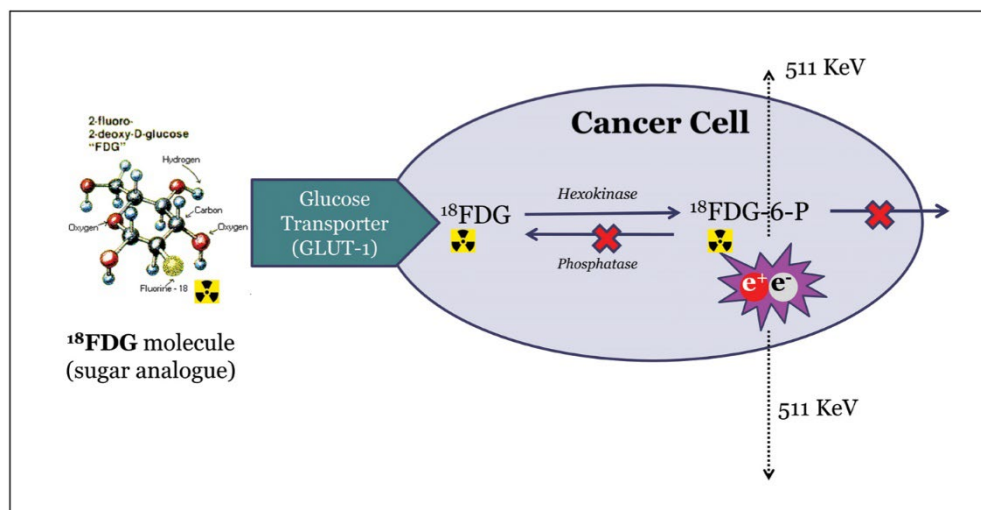 2-fluoro-
2-deoxy-D-glucose
"FDG"
Hydrogen
Carbon
Oxygen
Oxygen
Fluorine - 18
¹⁸FDG molecule
(sugar analogue)
Glucose
Transporter
(GLUT-1)
Cancer Cell
¹⁸FDG
Hexokinase
Phosphatase
¹⁸FDG-6-P
e⁺ e⁻
511 KeV
511 KeV